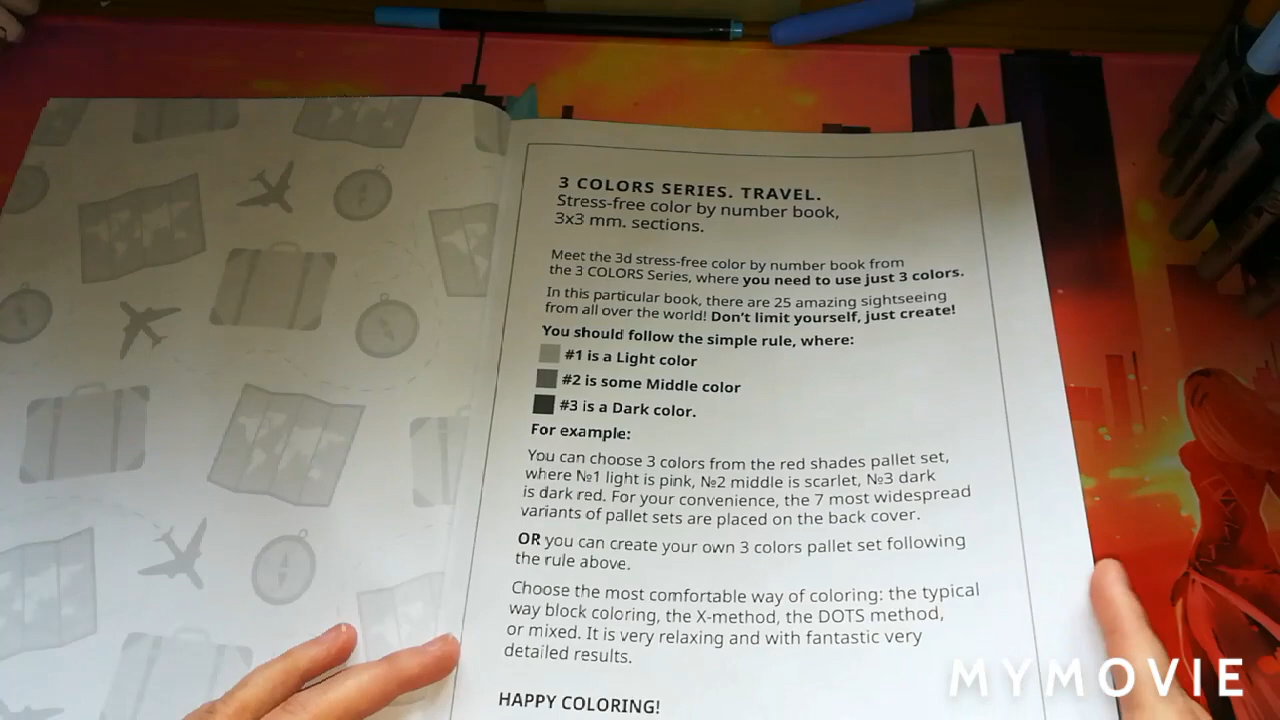 3 COLORS SERIES. TRAVEL.
Stress-free color by number book,
3x3 mm. sections.
Meet the 3d stress-free color by number book from
the 3 COLORS Series, where you need to use just 3 colors.
In this particular book, there are 25 amazing sightseeing
from all over the world! Don't limit yourself, just create!
You should follow the simple rule, where:
#1 is a Light color
#2 is some Middle color
#3 is a Dark color.
For example:
You can choose 3 colors from the red shades pallet set,
where №1 light is pink, №2 middle is scarlet, №3 dark
is dark red. For your convenience, the 7 most widespread
variants of pallet sets are placed on the back cover.
OR you can create your own 3 colors pallet set following
the rule above.
Choose the most comfortable way of coloring: the typical
way block coloring, the X-method, the DOTS method,
or mixed. It is very relaxing and with fantastic very
detailed results.
HAPPY COLORING!
MYMOVIE